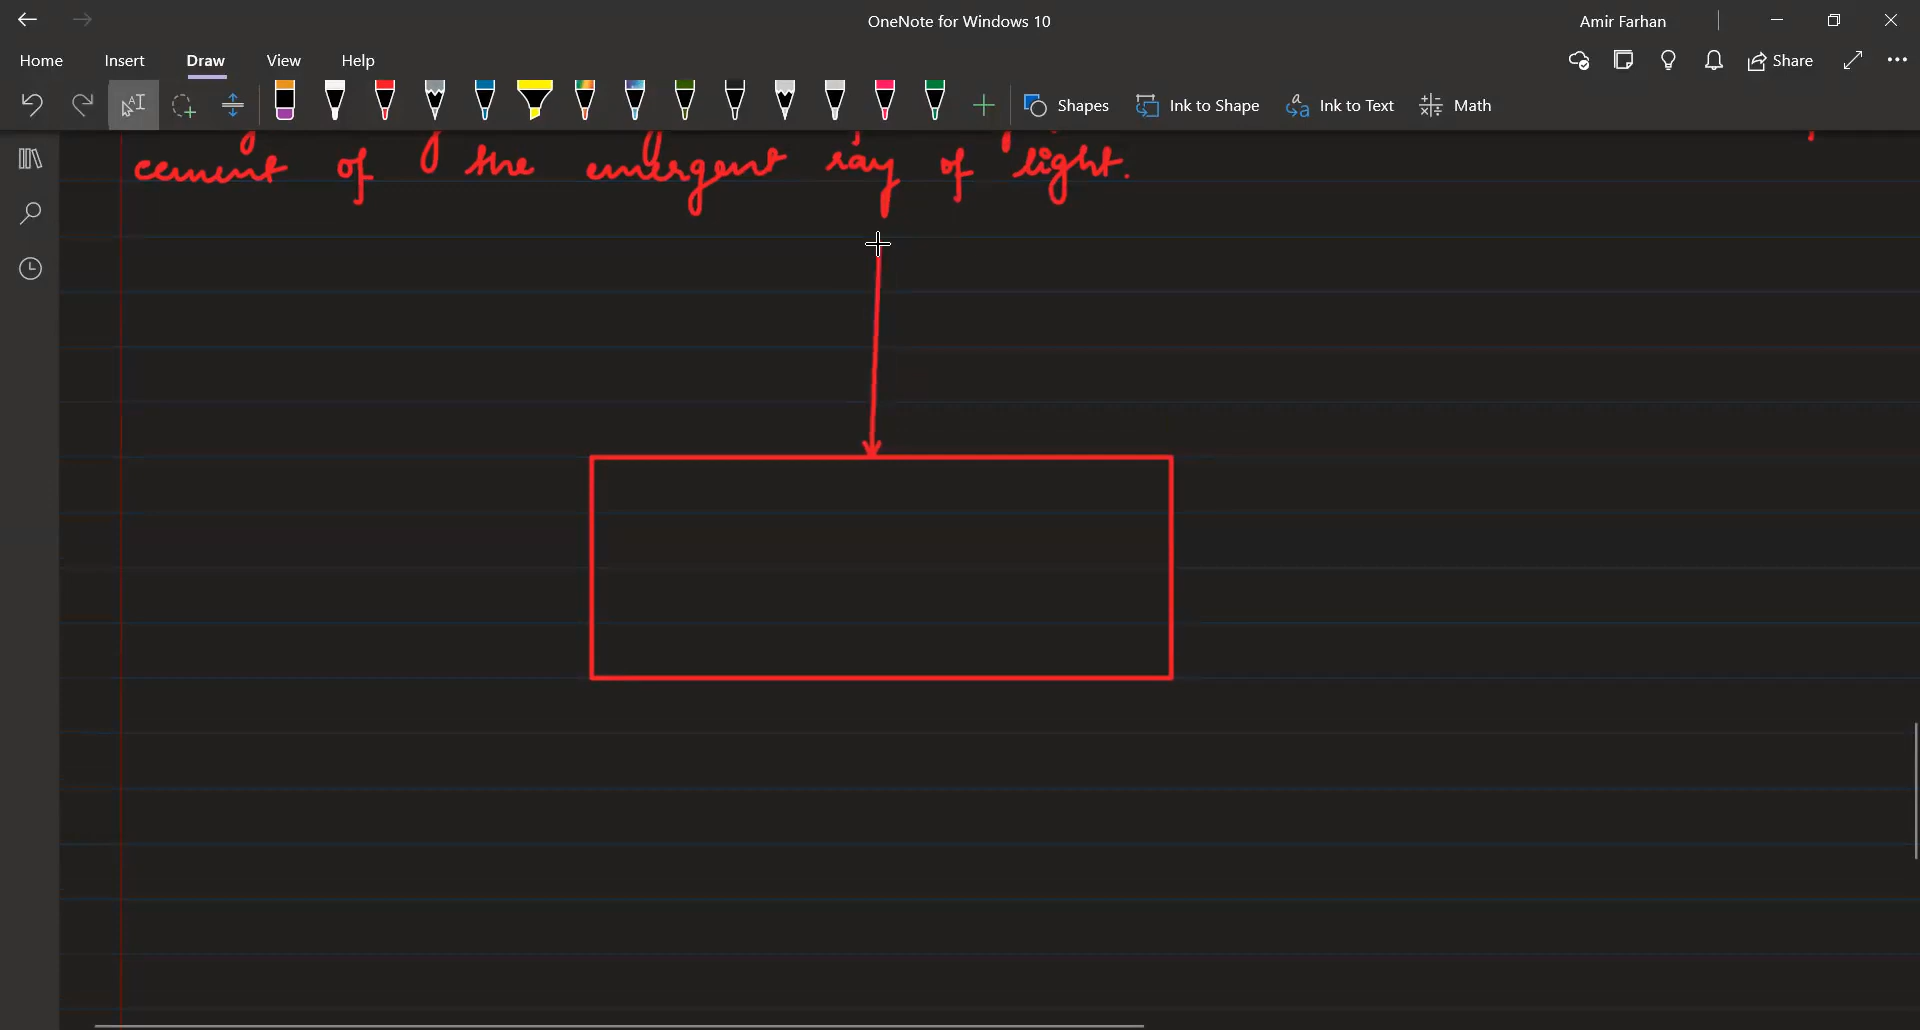 OneNote for Windows 10
Amir Farhan
Home Insert Draw View Help
Share
Shapes Ink to Shape Ink to Text Math
cement of the emergent ray of light.